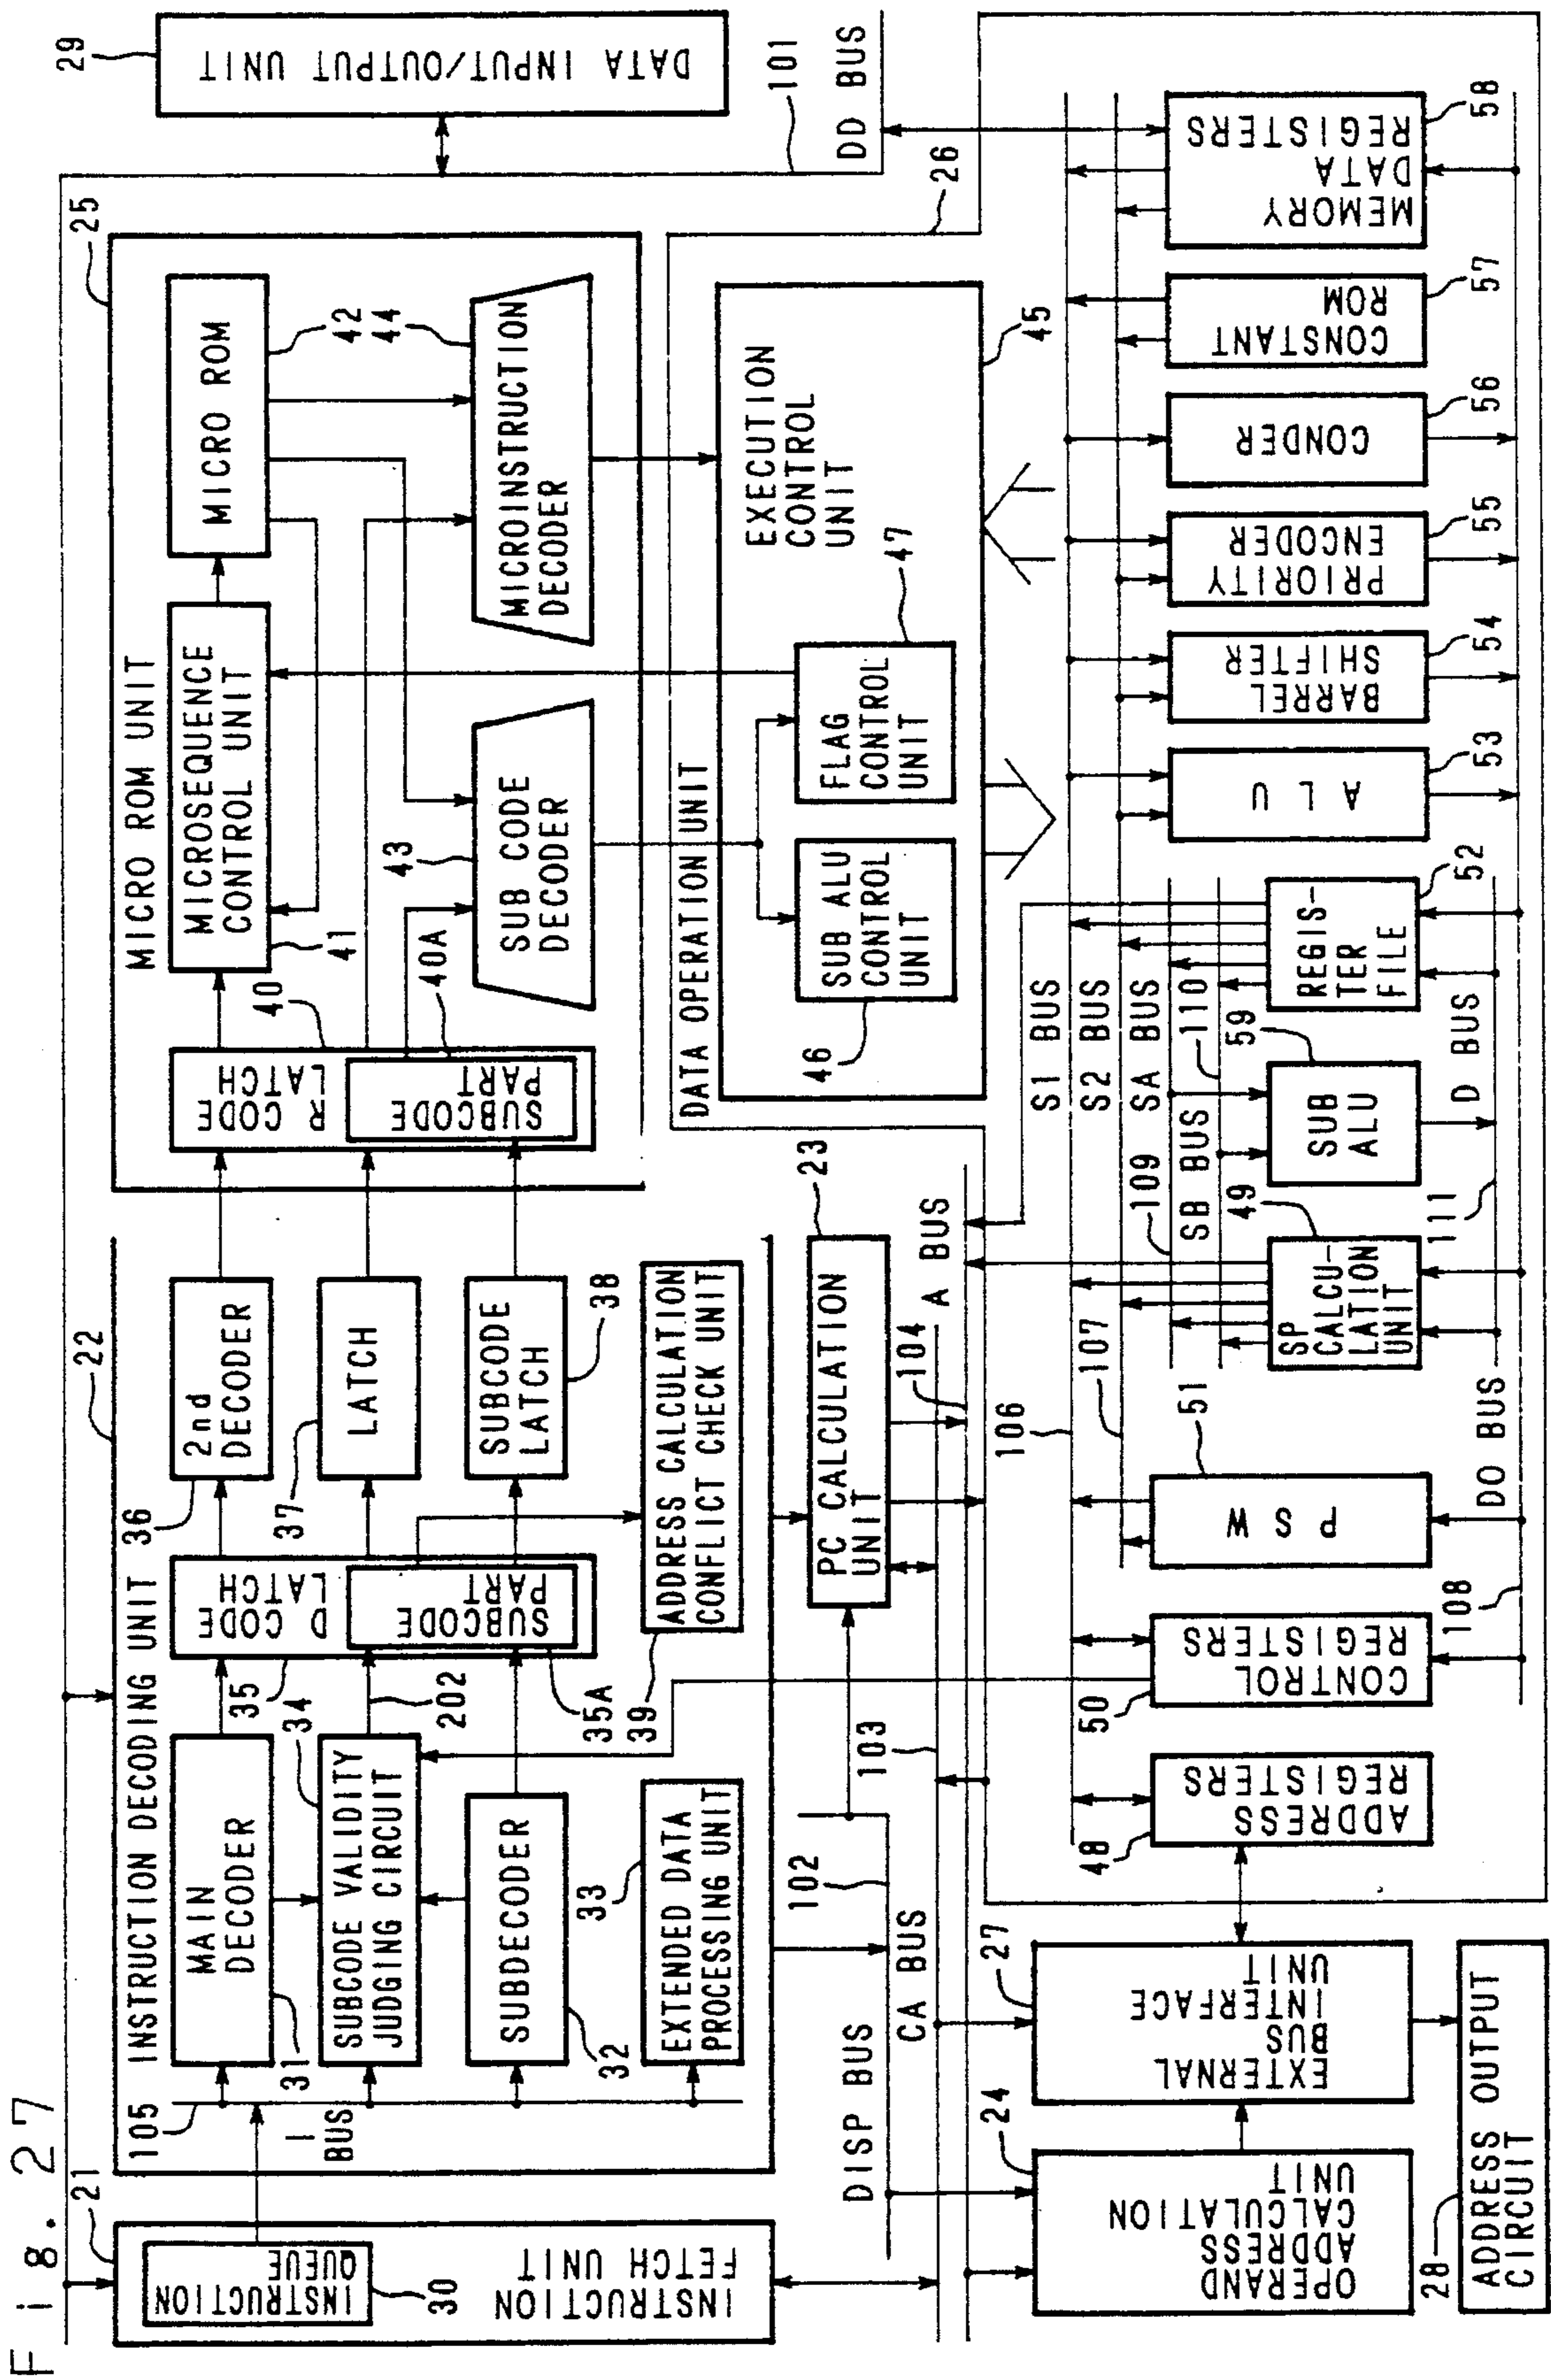 Fig. 27
21
INSTRUCTION
QUEUE
30
INSTRUCTION
FETCH UNIT
22
INSTRUCTION DECODING UNIT
105
I
BUS
MAIN
DECODER
31
SUBCODE VALIDITY
JUDGING CIRCUIT
34
SUBDECODER
32
EXTENDED DATA
PROCESSING UNIT
33
202
D CODE
LATCH
35
SUBCODE
PART
35A
2nd
DECODER
36
LATCH
37
SUBCODE
LATCH
38
ADDRESS CALCULATION
CONFLICT CHECK UNIT
39
25
MICRO ROM UNIT
R CODE
LATCH
40
SUBCODE
PART
40A
MICROSEQUENCE
CONTROL UNIT
41
MICRO ROM
42
SUB CODE
DECODER
43
MICROINSTRUCTION
DECODER
44
29
DATA INPUT/OUTPUT UNIT
101
DD BUS
26
DATA OPERATION UNIT
EXECUTION
CONTROL
UNIT
45
SUB ALU
CONTROL
UNIT
46
FLAG
CONTROL
UNIT
47
PC CALCULATION
UNIT
23
DISP BUS
102
CA BUS
103
A BUS
104
OPERAND
ADDRESS
CALCULATION
UNIT
24
EXTERNAL
BUS
INTERFACE
UNIT
27
ADDRESS OUTPUT
CIRCUIT
28
ADDRESS
REGISTERS
48
CONTROL
REGISTERS
50
PSW
51
SP
CALCU-
LATION
UNIT
49
SUB
ALU
59
REGIS-
TER
FILE
52
ALU
53
BARREL
SHIFTER
54
PRIORITY
ENCODER
55
CONDER
56
CONSTANT
ROM
57
MEMORY
DATA
REGISTERS
58
S1 BUS
106
S2 BUS
107
SA BUS
109
SB BUS
110
D BUS
111
DO BUS
108